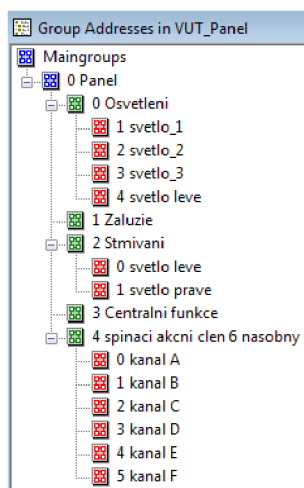 Group Addresses in VUT_Panel
Maingroups
0 Panel
0 Osvetleni
1 svetlo_1
2 svetlo_2
3 svetlo_3
4 svetlo leve
1 Zaluzie
2 Stmivani
0 svetlo leve
1 svetlo prave
3 Centralni funkce
4 spinaci akcni clen 6 nasobny
0 kanal A
1 kanal B
2 kanal C
3 kanal D
4 kanal E
5 kanal F